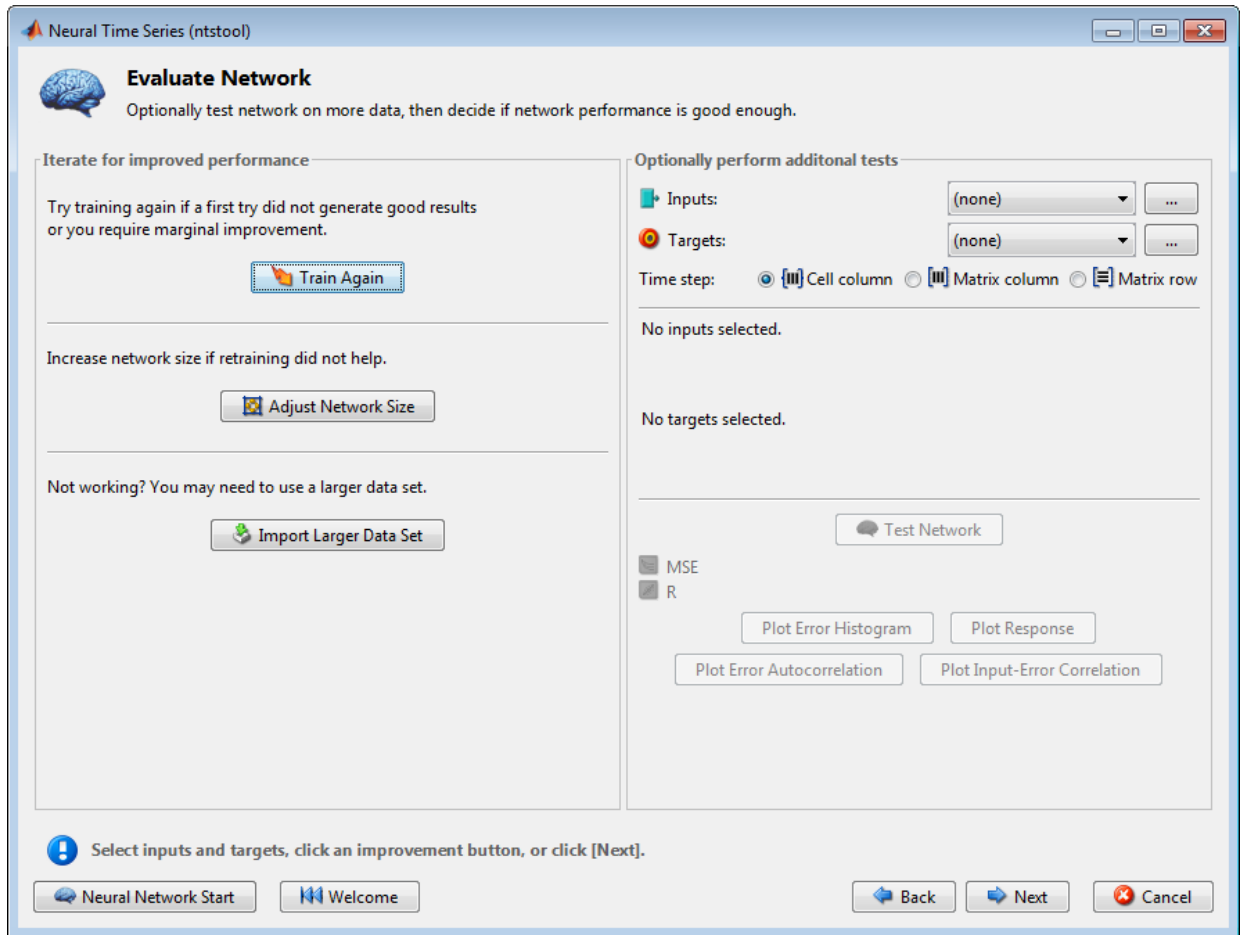 Neural Time Series (ntstool)
Evaluate Network
Optionally test network on more data, then decide if network performance is good enough.
Iterate for improved performance
Try training again if a first try did not generate good results
or you require marginal improvement.
Train Again
Increase network size if retraining did not help.
Adjust Network Size
Not working? You may need to use a larger data set.
Import Larger Data Set
Optionally perform additonal tests
Inputs:
(none)
...
Targets:
(none)
...
Time step:
Cell column
Matrix column
Matrix row
No inputs selected.
No targets selected.
Test Network
MSE
R
Plot Error Histogram
Plot Response
Plot Error Autocorrelation
Plot Input-Error Correlation
Select inputs and targets, click an improvement button, or click [Next].
Neural Network Start
Welcome
Back
Next
Cancel